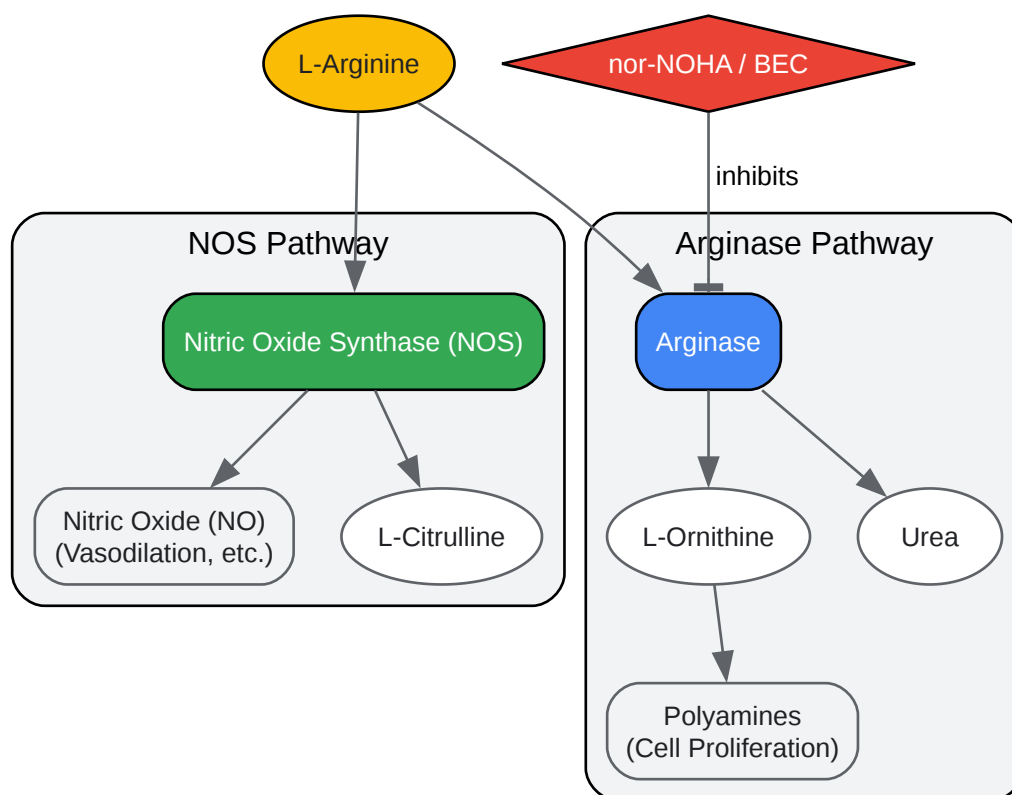 L-Arginine
nor-NOHA / BEC
inhibits
NOS Pathway
Arginase Pathway
Nitric Oxide Synthase (NOS)
Arginase
Nitric Oxide (NO)
(Vasodilation, etc.)
L-Citrulline
L-Ornithine
Urea
Polyamines
(Cell Proliferation)